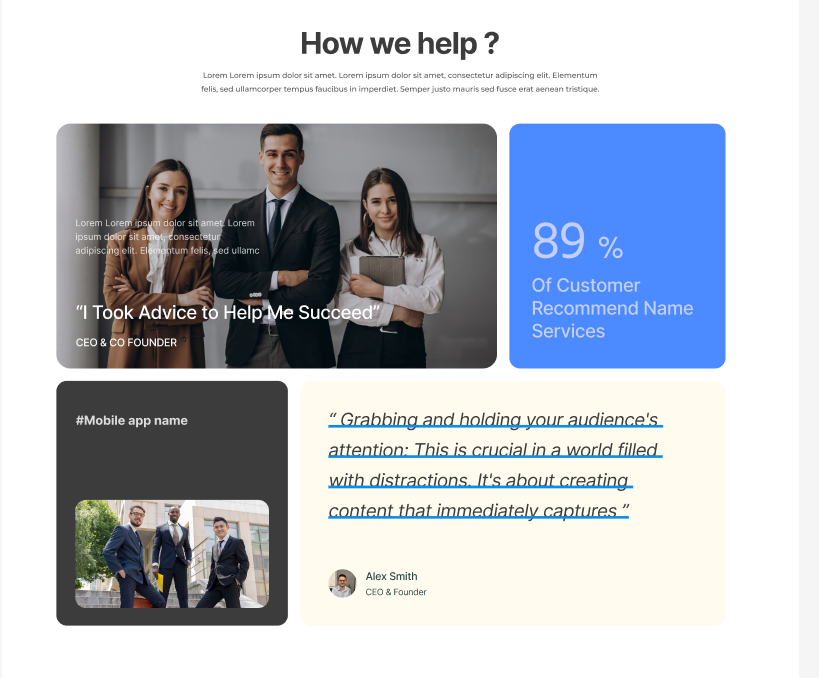 How we help ?
Lorem Lorem ipsum dolor sit amet. Lorem ipsum dolor sit amet, consectetur adipiscing elit. Elementum
felis, sed ullamcorper tempus faucibus in imperdiet. Semper justo mauris sed fusce erat aenean tristique.
Lorem Lorem ipsum dolor sit amet. Lorem
ipsum dolor sit amet, consectetur
adipiscing elit. Elementum felis, sed ullamc
“I Took Advice to Help Me Succeed”
CEO & CO FOUNDER
89 %
Of Customer
Recommend Name
Services
#Mobile app name
“ Grabbing and holding your audience's
attention: This is crucial in a world filled
with distractions. It's about creating
content that immediately captures ”
Alex Smith
CEO & Founder